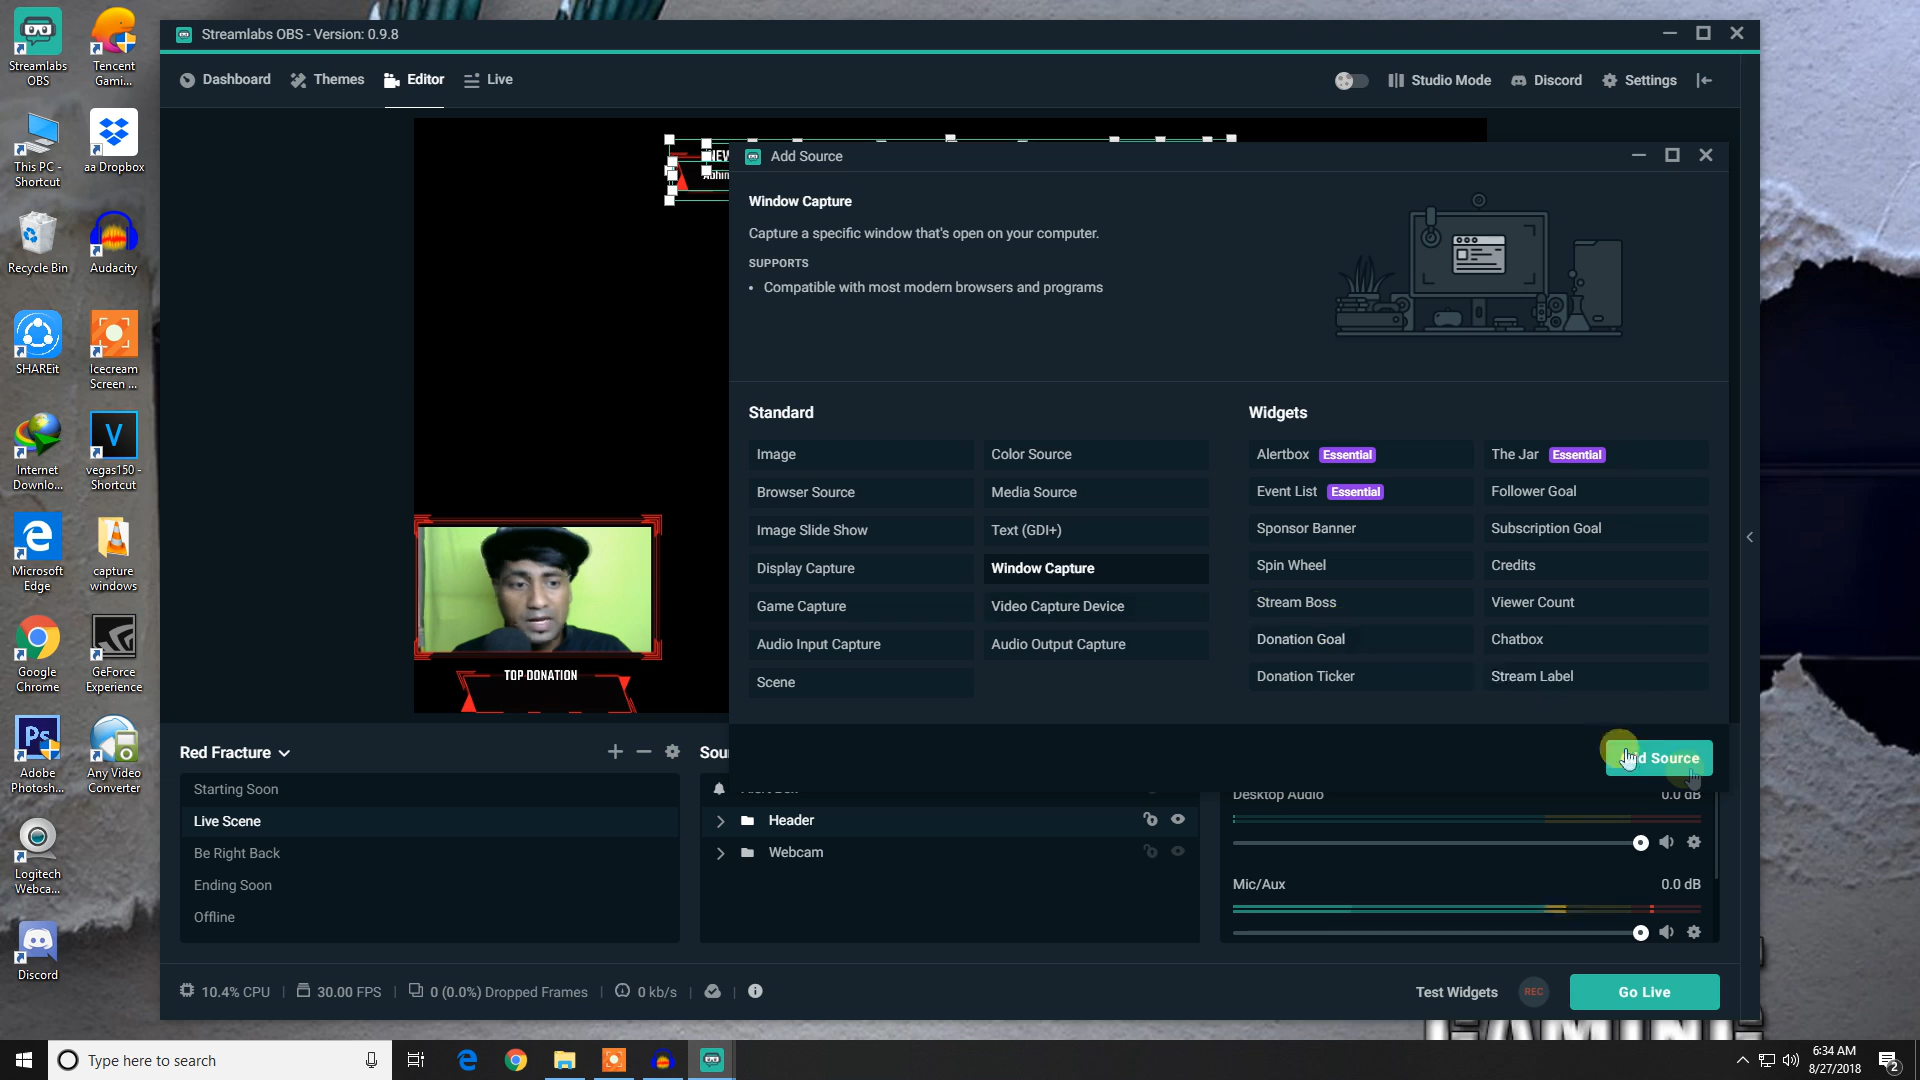 Streamlabs OBS - Version: 0.9.8
Dashboard
Themes
Editor
Live
Studio Mode
Discord
Settings
Streamlabs
OBS
Tencent
Gami...
This PC -
Shortcut
aa Dropbox
Recycle Bin
Audacity
SHAREit
Icecream
Screen ...
Internet
Downlo...
vegas150 -
Shortcut
Microsoft
Edge
capture
windows
Google
Chrome
GeForce
Experience
Adobe
Photosh...
Any Video
Converter
Logitech
Webca...
Discord
Add Source
Window Capture
Capture a specific window that's open on your computer.
SUPPORTS
• Compatible with most modern browsers and programs
Standard
Image
Color Source
Browser Source
Media Source
Image Slide Show
Text (GDI+)
Display Capture
Window Capture
Game Capture
Video Capture Device
Audio Input Capture
Audio Output Capture
Scene
Widgets
Alertbox Essential
The Jar Essential
Event List Essential
Follower Goal
Sponsor Banner
Subscription Goal
Spin Wheel
Credits
Stream Boss
Viewer Count
Donation Goal
Chatbox
Donation Ticker
Stream Label
Source
TOP DONATION
Red Fracture
Starting Soon
Live Scene
Be Right Back
Ending Soon
Offline
Header
Webcam
Desktop Audio
0.0 dB
Mic/Aux
0.0 dB
10.4% CPU
30.00 FPS
0 (0.0%) Dropped Frames
0 kb/s
Test Widgets
REC
Go Live
Type here to search
6:34 AM
8/27/2018
2